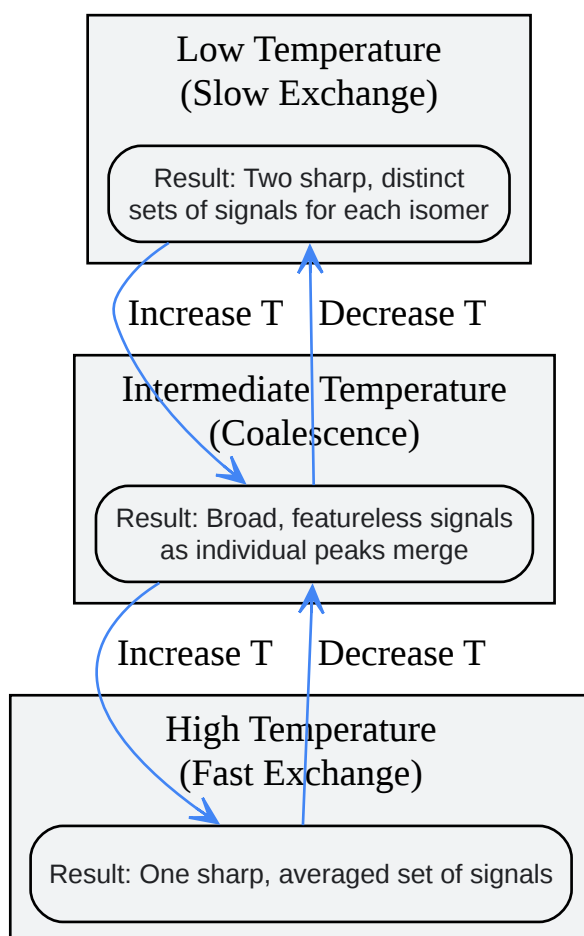 Low Temperature
(Slow Exchange)
Result: Two sharp, distinct
sets of signals for each isomer
Increase T
Decrease T
Intermediate Temperature
(Coalescence)
Result: Broad, featureless signals
as individual peaks merge
Increase T
Decrease T
High Temperature
(Fast Exchange)
Result: One sharp, averaged set of signals